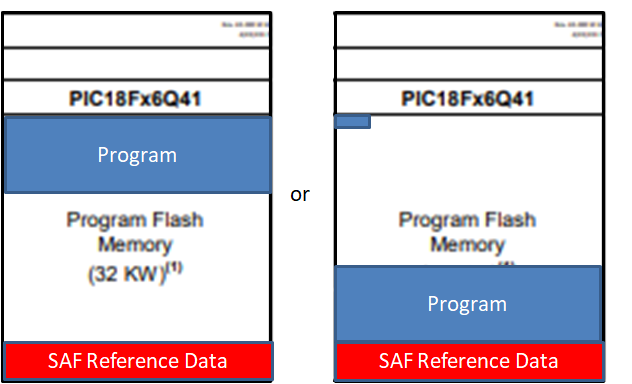 PIC18Fx6Q41
Program
Program Flash
Memory
(32 KW)(1)
SAF Reference Data
or
PIC18Fx6Q41
Program Flash
Memory
Program
SAF Reference Data